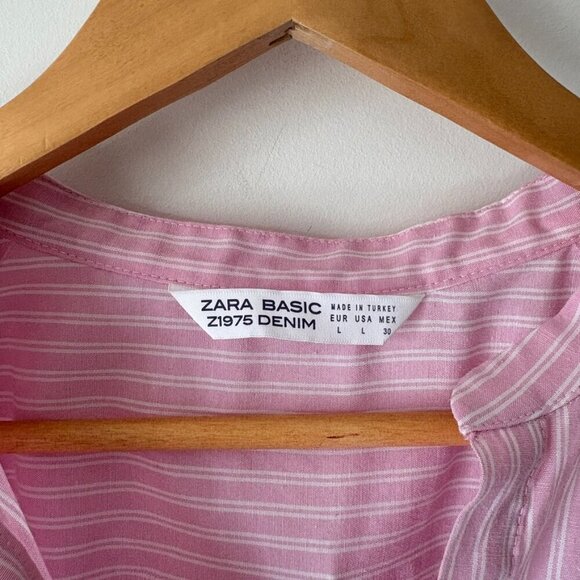 ZARA BASIC
Z1975 DENIM
MADE IN TURKEY
EUR USA MEX
L L 30